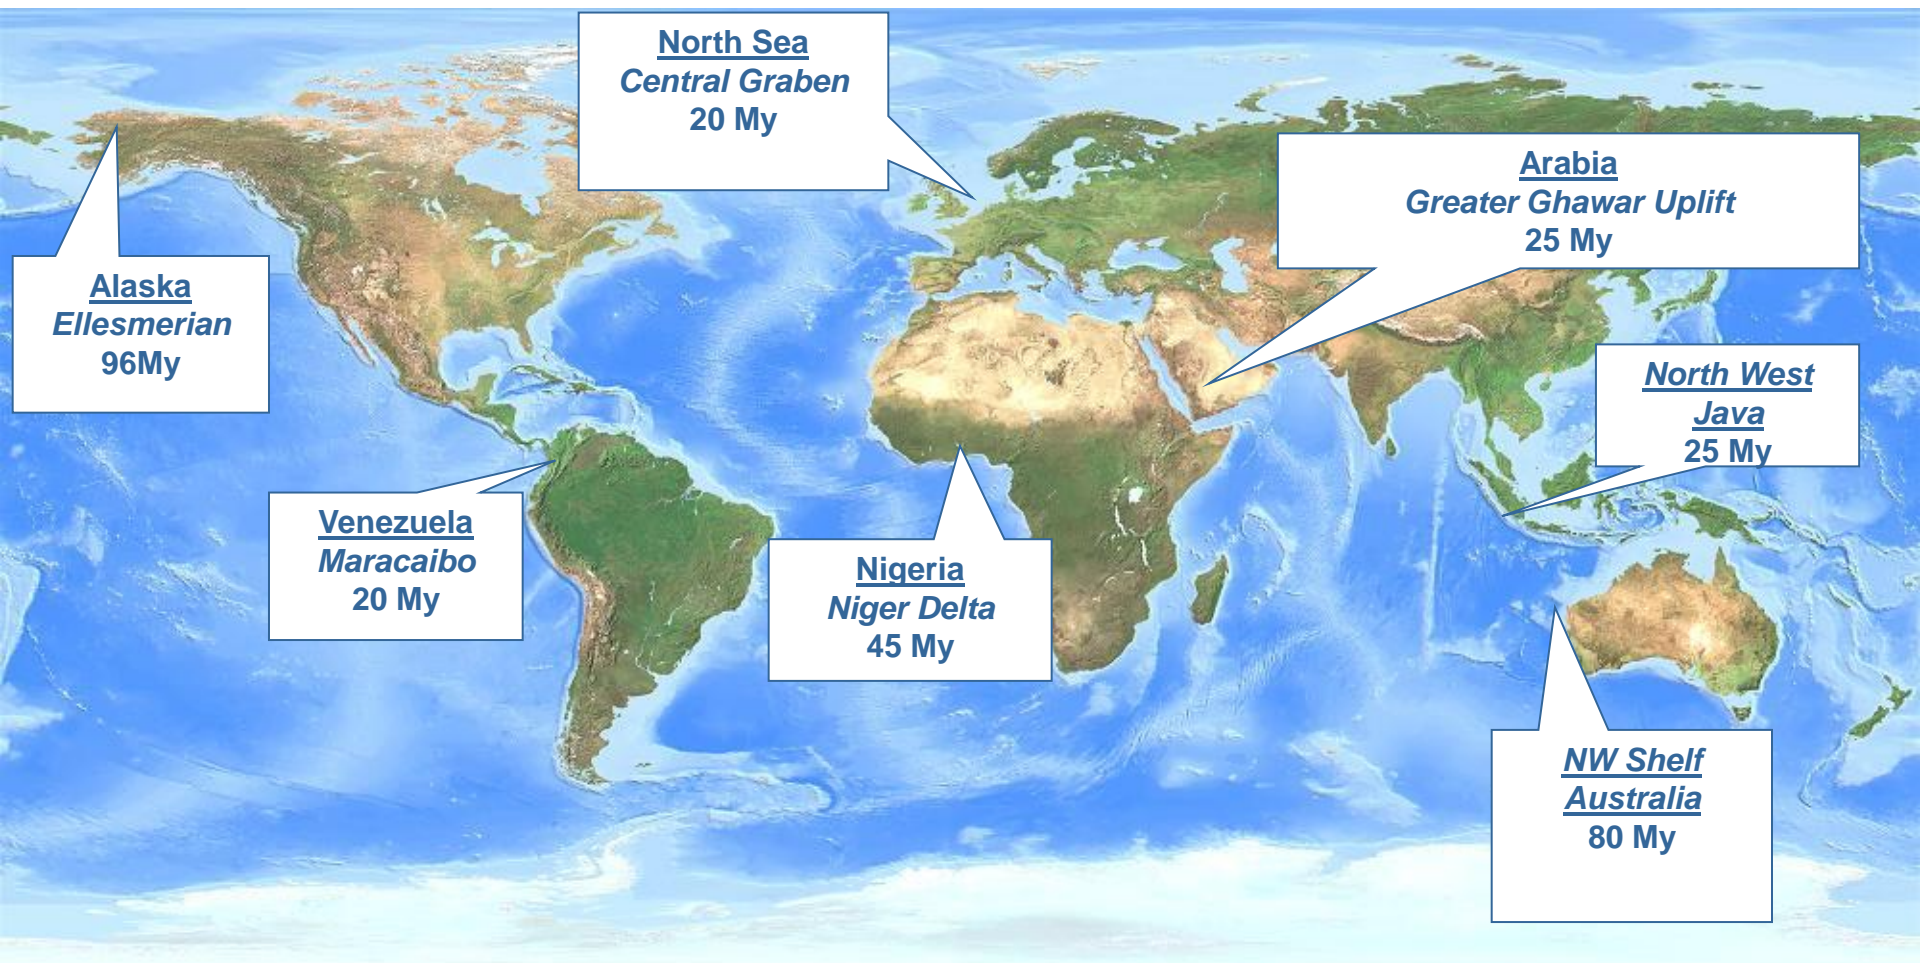 North Sea
Central Graben
20 My
Arabia
Greater Ghawar Uplift
25 My
Alaska
Ellesmerian
96My
North West
Java
25 My
Venezuela
Maracaibo
20 My
Nigeria
Niger Delta
45 My
NW Shelf
Australia
80 My